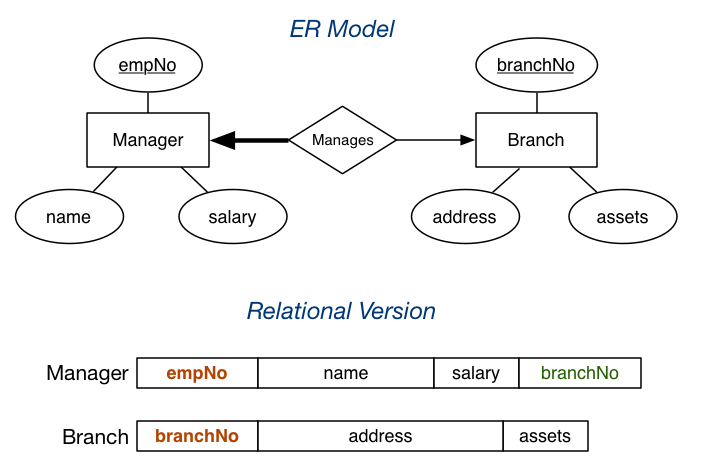 ER Model
empNo
branchNo
Manager
Manages
Branch
name
salary
address
assets
Relational Version
Manager empNo name salary branchNo
Branch branchNo address assets